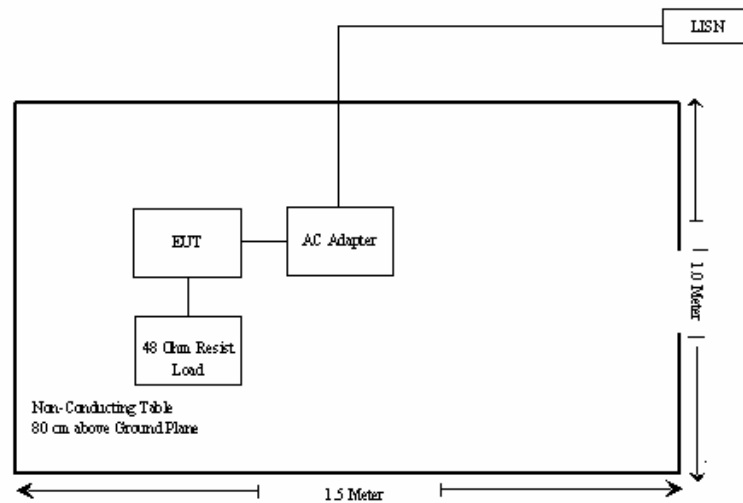 LISN
EUT
AC Adapter
48 Ohm Resist
Load
Non-Conducting Table
80 cm above Ground Plane
1.0 Meter
1.5 Meter